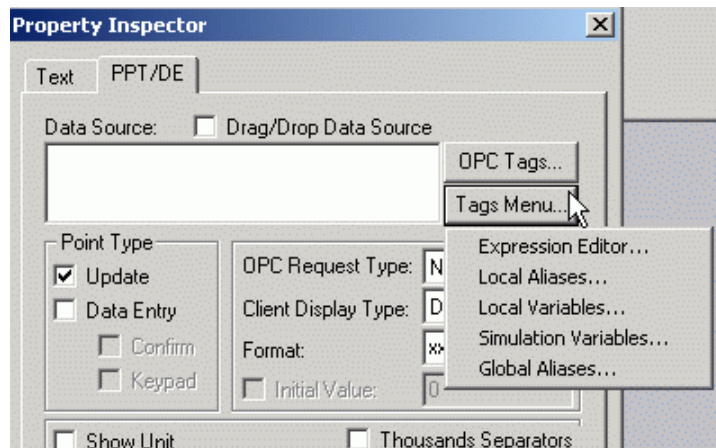 Property Inspector
Text PPT/DE
Data Source: Drag/Drop Data Source
OPC Tags...
Tags Menu...
Point Type
Update
Data Entry
Confirm
Keypad
OPC Request Type: N
Client Display Type: D
Format: xx
Initial Value: 0
Expression Editor...
Local Aliases...
Local Variables...
Simulation Variables...
Global Aliases...
Show Unit
Thousands Separators